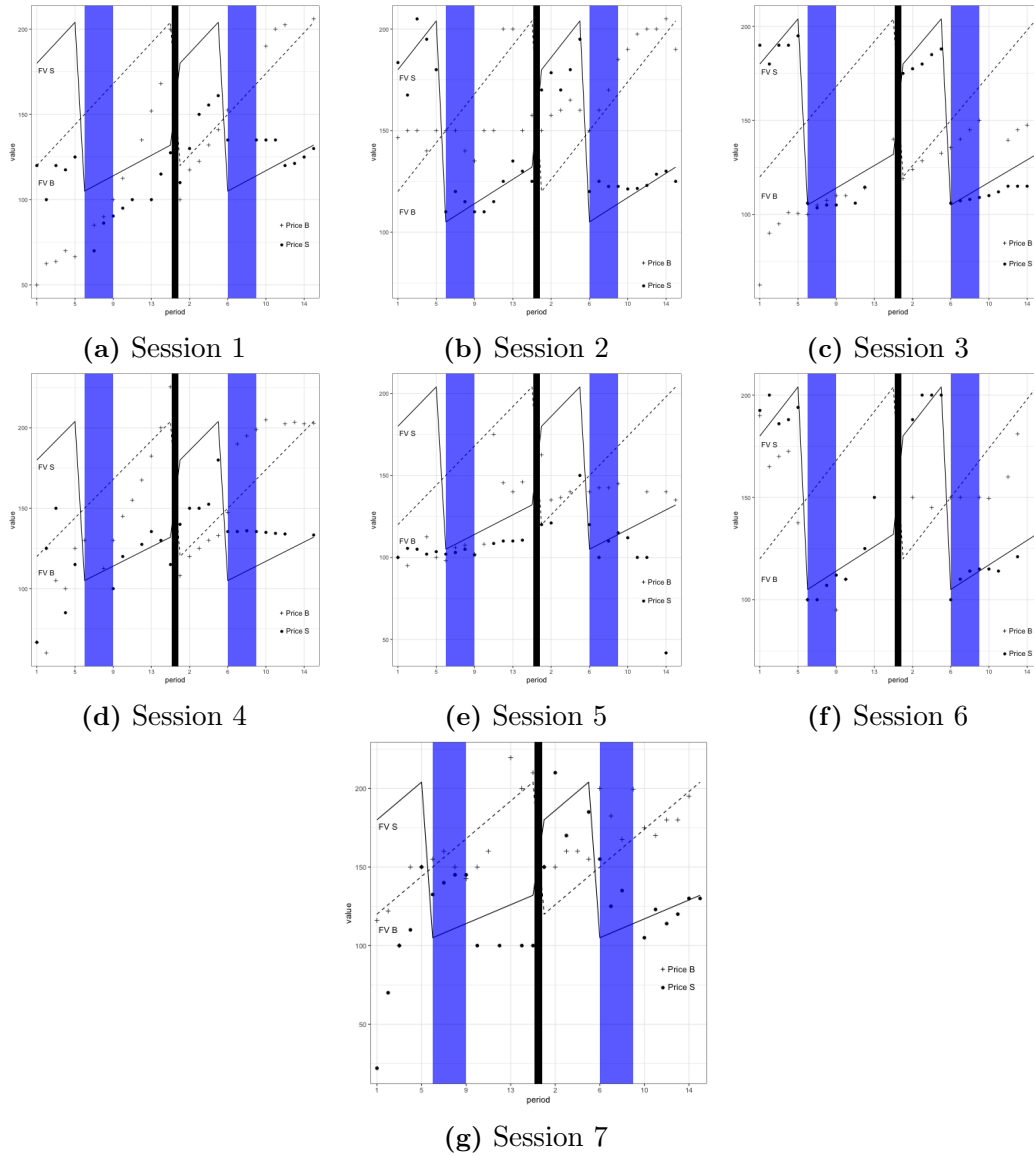 200
150
100
50
value
FV S
FV B
+ Price B
• Price S
1 5 9 13 2 6 10 14
period
(a) Session 1
200
150
100
value
FV S
FV B
+ Price B
• Price S
1 5 9 13 2 6 10 14
period
(b) Session 2
200
150
100
value
FV S
FV B
+ Price B
• Price S
1 5 9 13 2 6 10 14
period
(c) Session 3
200
150
100
value
FV S
FV B
+ Price B
• Price S
1 5 9 13 2 6 10 14
period
(d) Session 4
200
150
100
50
value
FV S
FV B
+ Price B
• Price S
1 5 9 13 2 6 10 14
period
(e) Session 5
200
150
100
value
FV S
FV B
+ Price B
• Price S
1 5 9 13 2 6 10 14
period
(f) Session 6
200
150
100
50
value
FV S
FV B
+ Price B
• Price S
1 5 9 13 2 6 10 14
period
(g) Session 7